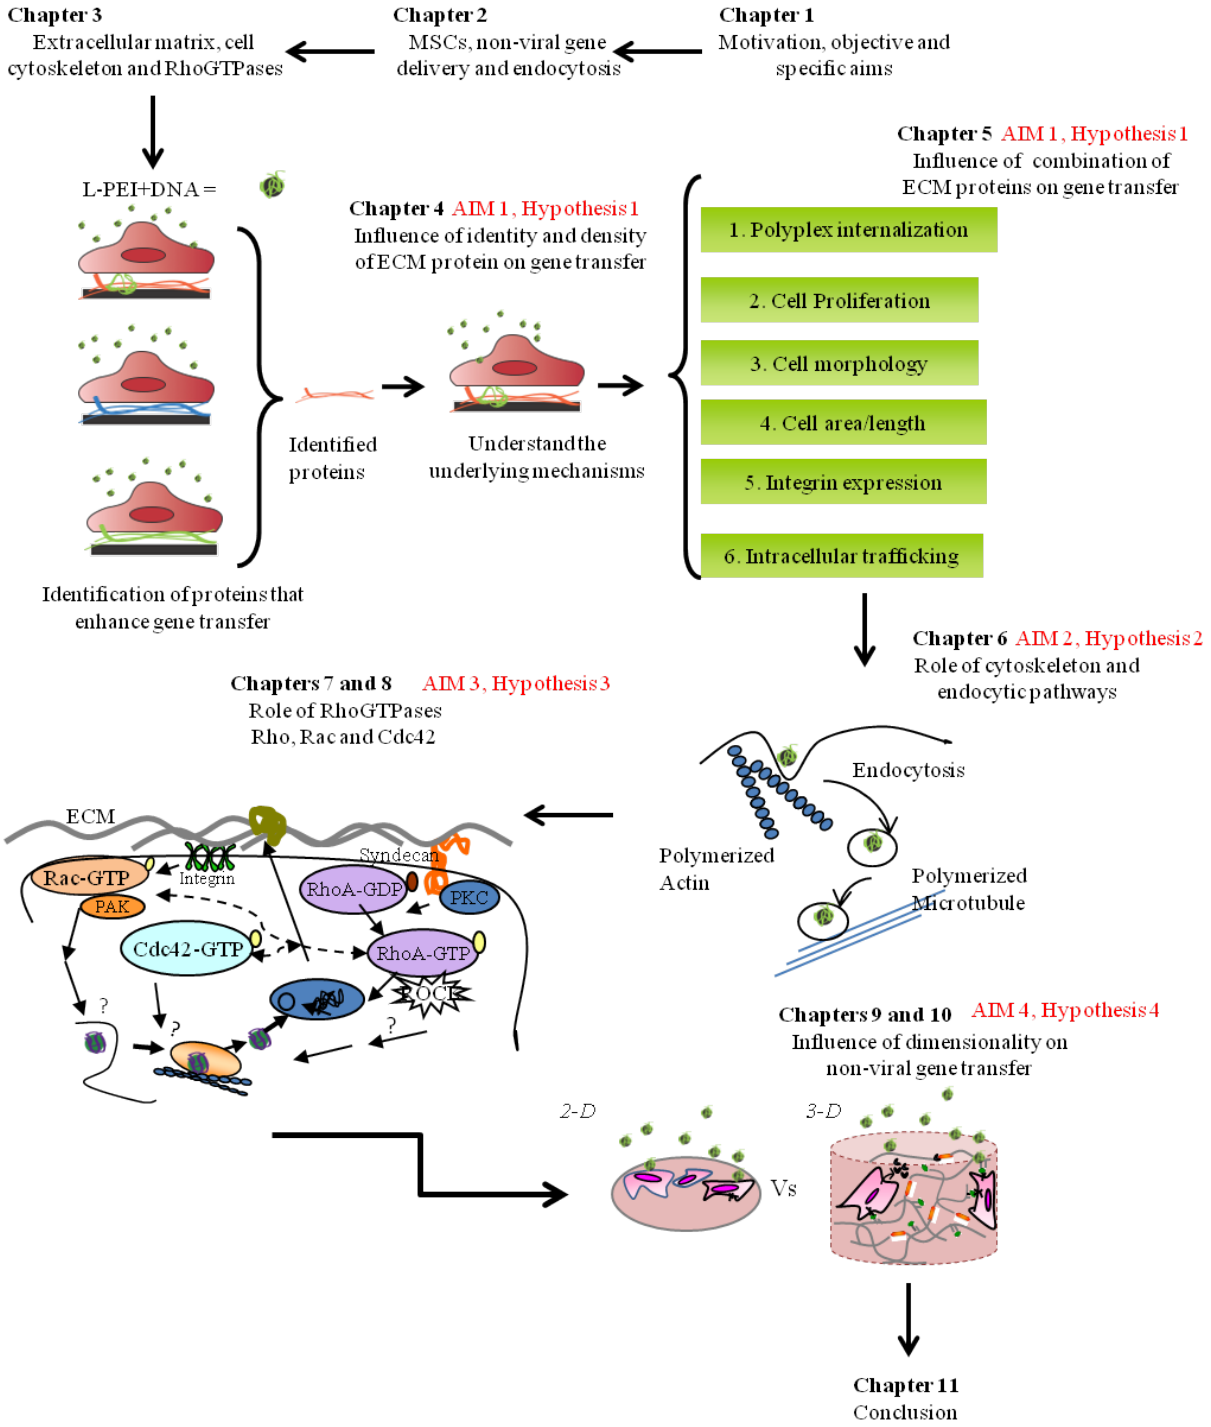 Chapter 3
Extracellular matrix, cell
cytoskeleton and RhoGTPases
Chapter 2
MSCs, non-viral gene
delivery and endocytosis
Chapter 1
Motivation, objective and
specific aims
L-PEI+DNA =
Chapter 4 AIM 1, Hypothesis 1
Influence of identity and density
of ECM protein on gene transfer
Chapter 5 AIM 1, Hypothesis 1
Influence of combination of
ECM proteins on gene transfer
1. Polyplex internalization
2. Cell Proliferation
3. Cell morphology
4. Cell area/length
5. Integrin expression
6. Intracellular trafficking
Identified
proteins
Understand the
underlying mechanisms
Identification of proteins that
enhance gene transfer
Chapter 6 AIM 2, Hypothesis 2
Role of cytoskeleton and
endocytic pathways
Endocytosis
Polymerized
Actin
Polymerized
Microtubule
Chapters 7 and 8 AIM 3, Hypothesis 3
Role of RhoGTPases
Rho, Rac and Cdc42
ECM
Integrin
Syndecan
Rac-GTP
PAK
RhoA-GDP
PKC
Cdc42-GTP
RhoA-GTP
?
?
?
Chapters 9 and 10 AIM 4, Hypothesis 4
Influence of dimensionality on
non-viral gene transfer
2-D
3-D
Vs
Chapter 11
Conclusion